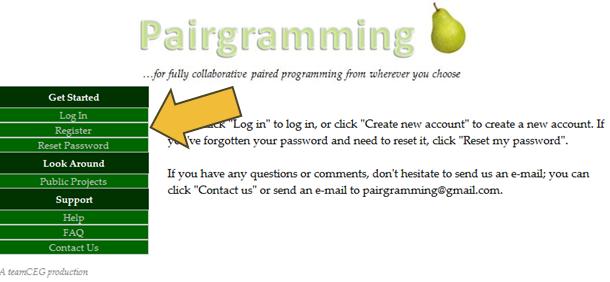 Pairgramming
...for fully collaborative paired programming from wherever you choose
Get Started
Log In
Register
Reset Password
Look Around
Public Projects
Support
Help
FAQ
Contact Us
"Log in" to log in, or click "Create new account" to create a new account. If
you've forgotten your password and need to reset it, click "Reset my password".
If you have any questions or comments, don't hesitate to send us an e-mail; you can
click "Contact us" or send an e-mail to pairgramming@gmail.com.
A teamCEG production